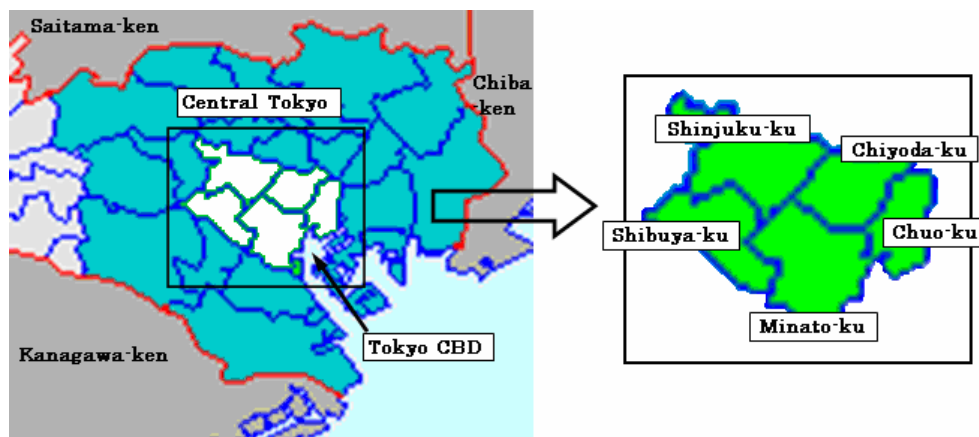 Saitama-ken
Chiba
-ken
Central Tokyo
Shinjuku-ku
Chiyoda-ku
Shibuya-ku
Chuo-ku
Minato-ku
Tokyo CBD
Kanagawa-ken